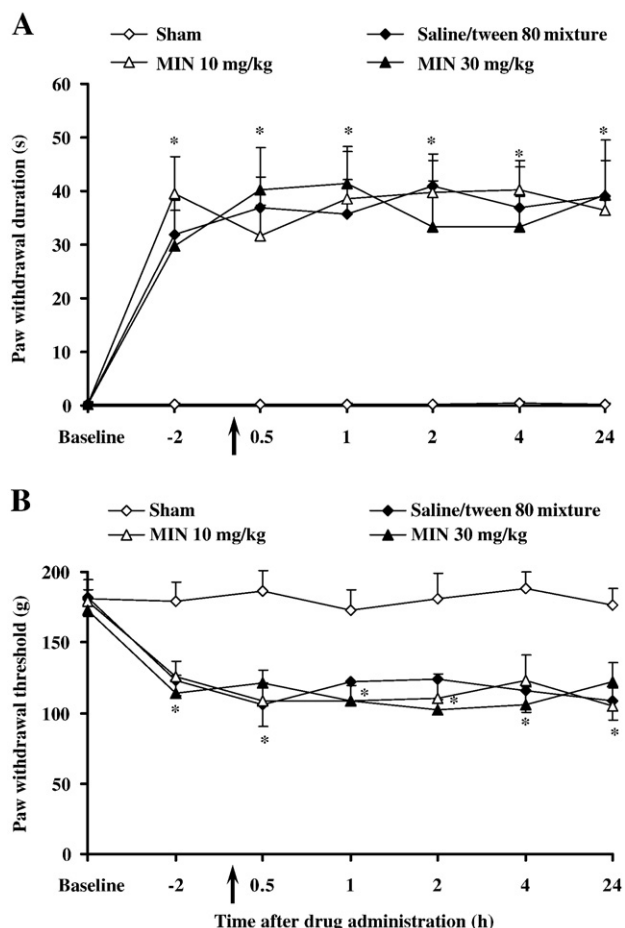 A
Sham
Saline/tween 80 mixture
MIN 10 mg/kg
MIN 30 mg/kg
Paw withdrawal duration (s)
60
50
40
30
20
10
0
* * * * * *
Baseline -2 0.5 1 2 4 24
B
Sham
Saline/tween 80 mixture
MIN 10 mg/kg
MIN 30 mg/kg
Paw withdrawal threshold (g)
200
150
100
50
0
* * * * * *
Baseline -2 0.5 1 2 4 24
Time after drug administration (h)